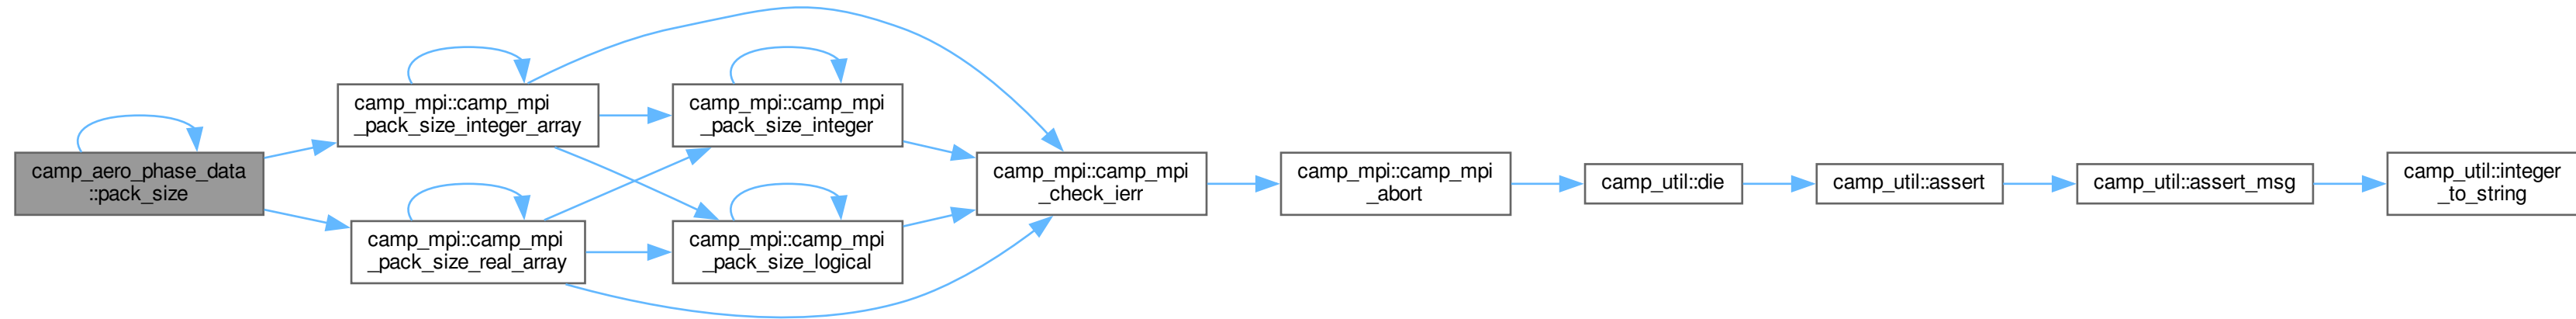 camp_aero_phase_data
::pack_size
camp_mpi::camp_mpi
_pack_size_integer_array
camp_mpi::camp_mpi
_pack_size_real_array
camp_mpi::camp_mpi
_pack_size_integer
camp_mpi::camp_mpi
_pack_size_logical
camp_mpi::camp_mpi
_check_ierr
camp_mpi::camp_mpi
_abort
camp_util::die
camp_util::assert
camp_util::assert_msg
camp_util::integer
_to_string